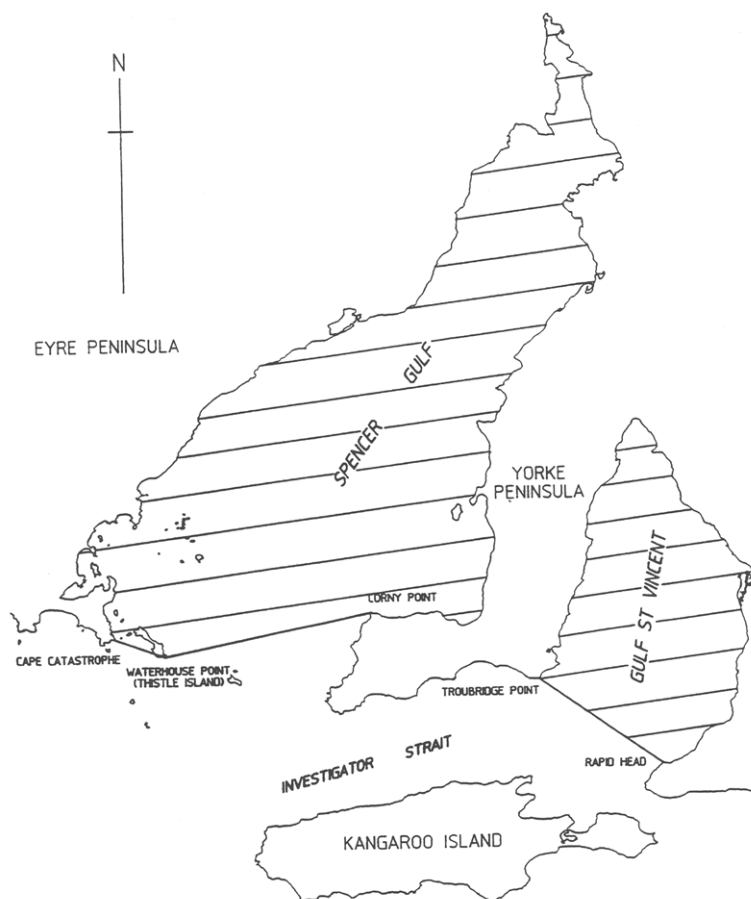 N
EYRE PENINSULA
SPENCER GULF
YORKE
PENINSULA
GULF ST VINCENT
CORNY POINT
CAPE CATASTROPHE
WATERHOUSE POINT
(THISTLE ISLAND)
TROUBRIDGE POINT
INVESTIGATOR STRAIT
RAPID HEAD
KANGAROO ISLAND